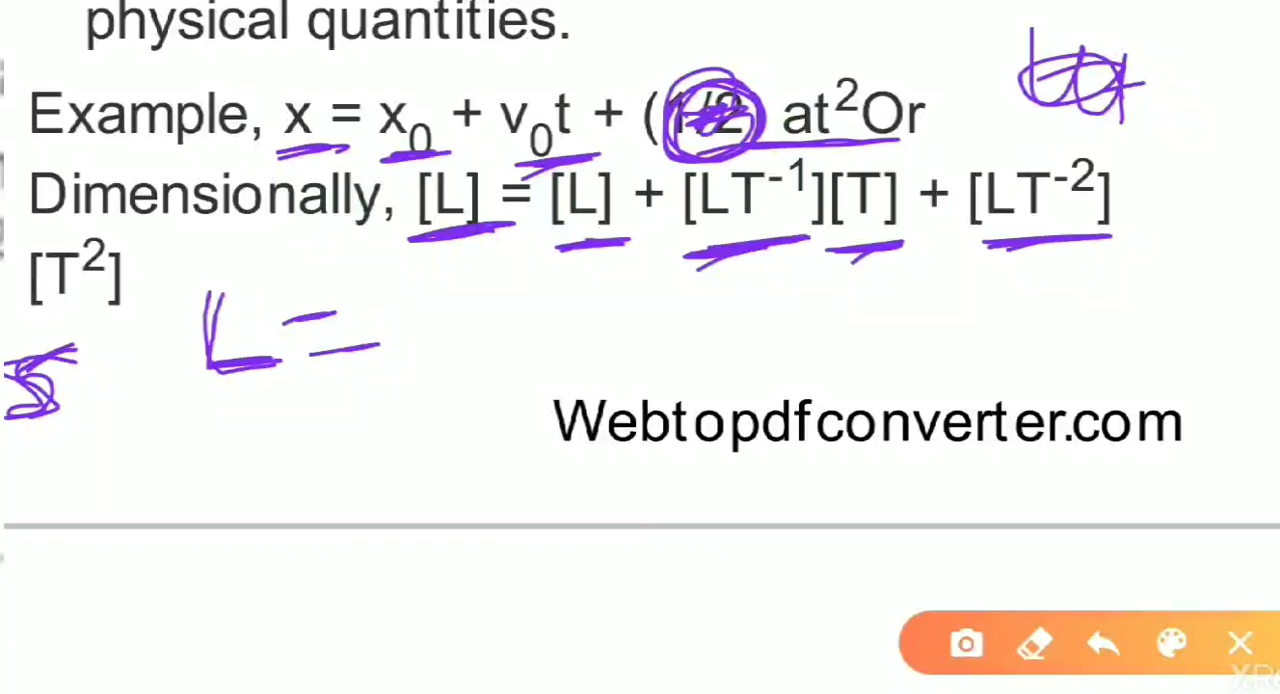 physical quantities.
Example, x = x₀ + v₀t + (1/2) at²Or
Dimensionally, [L] = [L] + [LT⁻¹][T] + [LT⁻²]
[T²]
L =
Webtopdfconverter.com